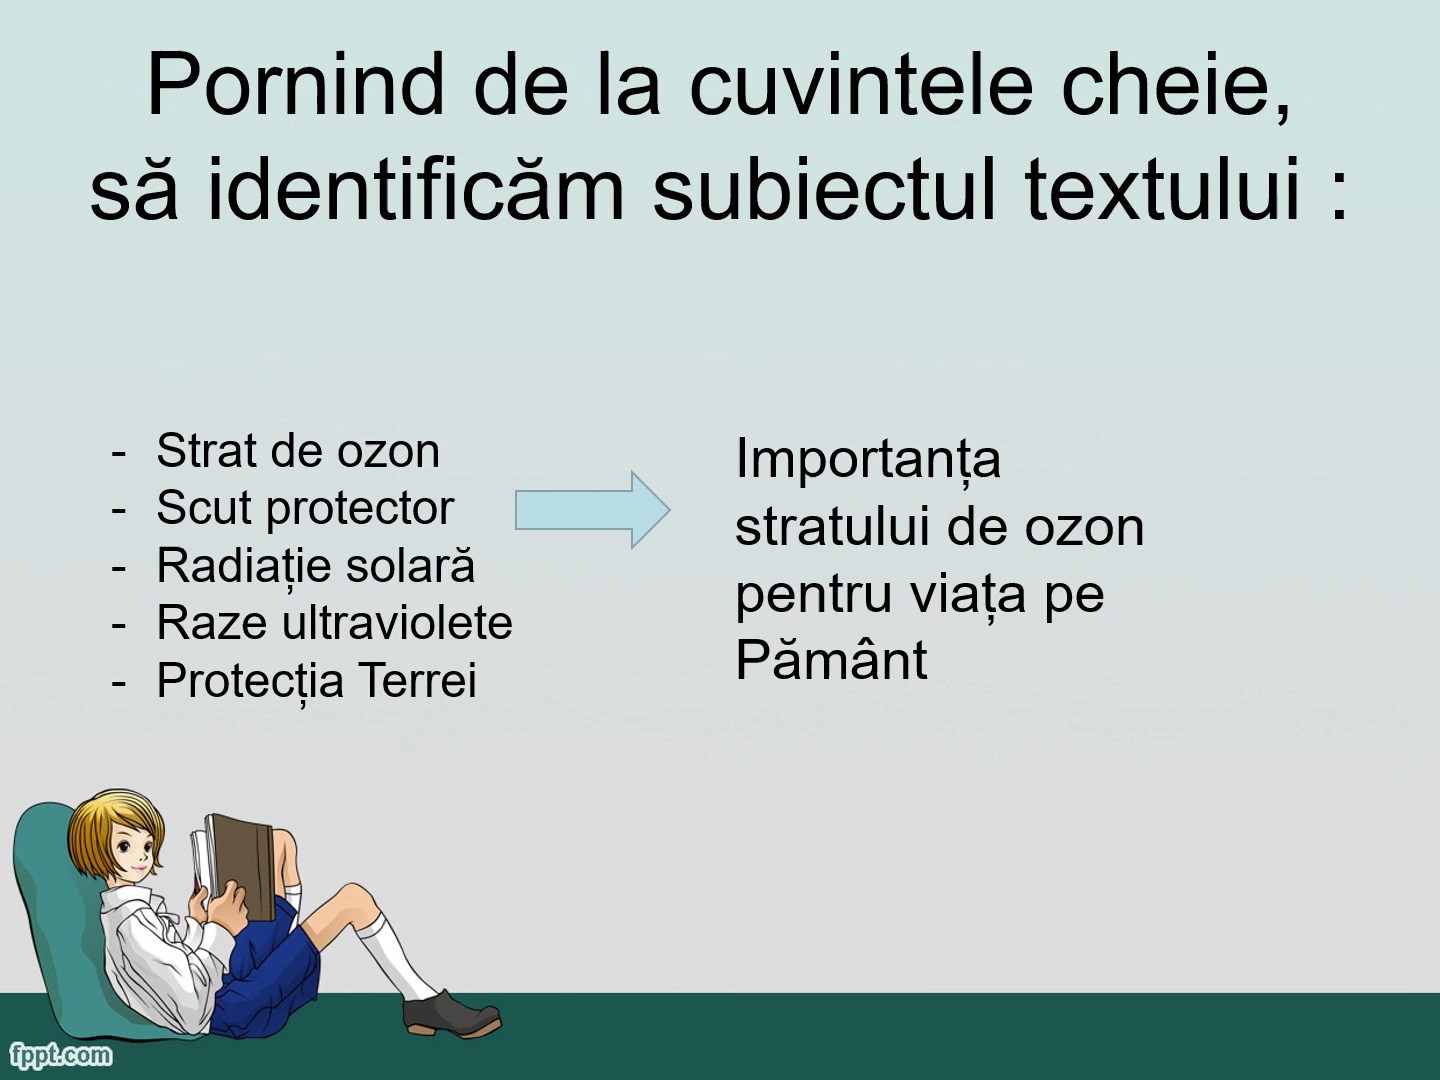 Pornind de la cuvintele cheie,
să identificăm subiectul textului :
- Strat de ozon
- Scut protector
- Radiație solară
- Raze ultraviolete
- Protecția Terrei
Importanța
stratului de ozon
pentru viața pe
Pământ
fppt.com